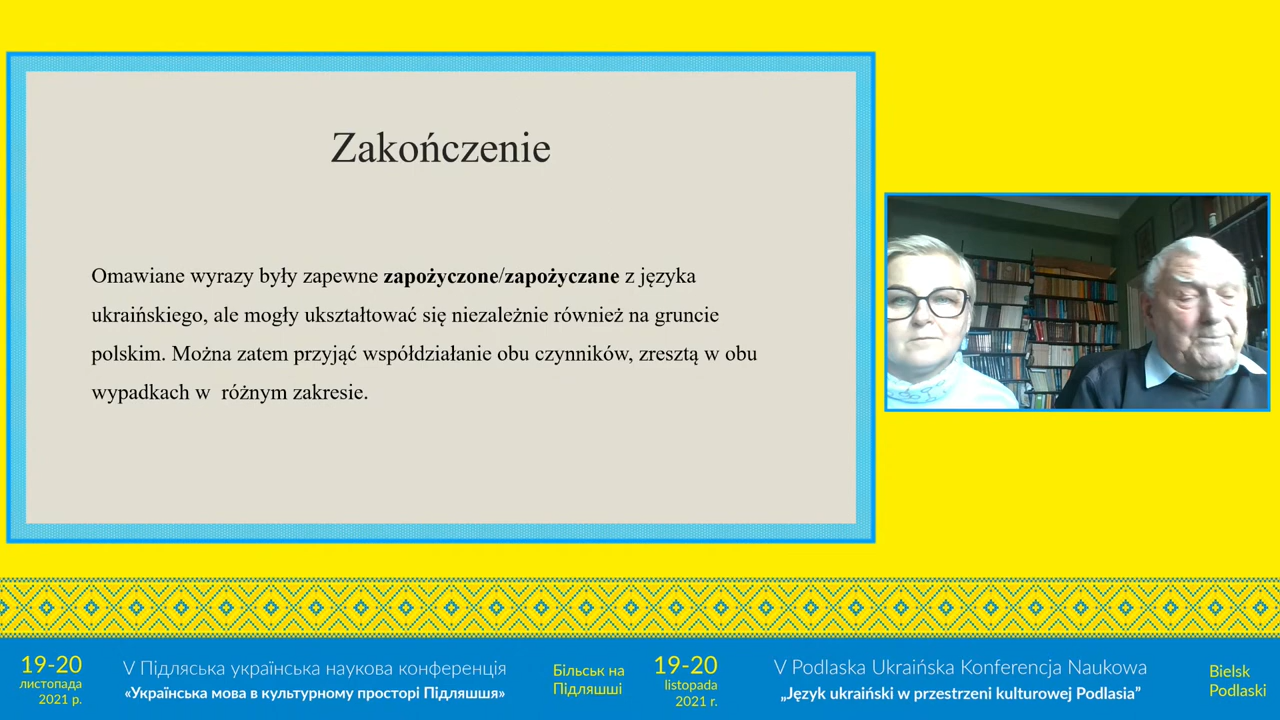 Zakończenie
Omawiane wyrazy były zapewne zapożyczone/zapożyczane z języka
ukraińskiego, ale mogły ukształtować się niezależnie również na gruncie
polskim. Można zatem przyjąć współdziałanie obu czynników, zresztą w obu
wypadkach w różnym zakresie.
19-20
листопада
2021 р.
V Підляська українська наукова конференція
«Українська мова в культурному просторі Підляшшя»
Більськ на
Підляшші
19-20
listopada
2021 r.
V Podlaska Ukraińska Konferencja Naukowa
„Język ukraiński w przestrzeni kulturowej Podlasia”
Bielsk
Podlaski